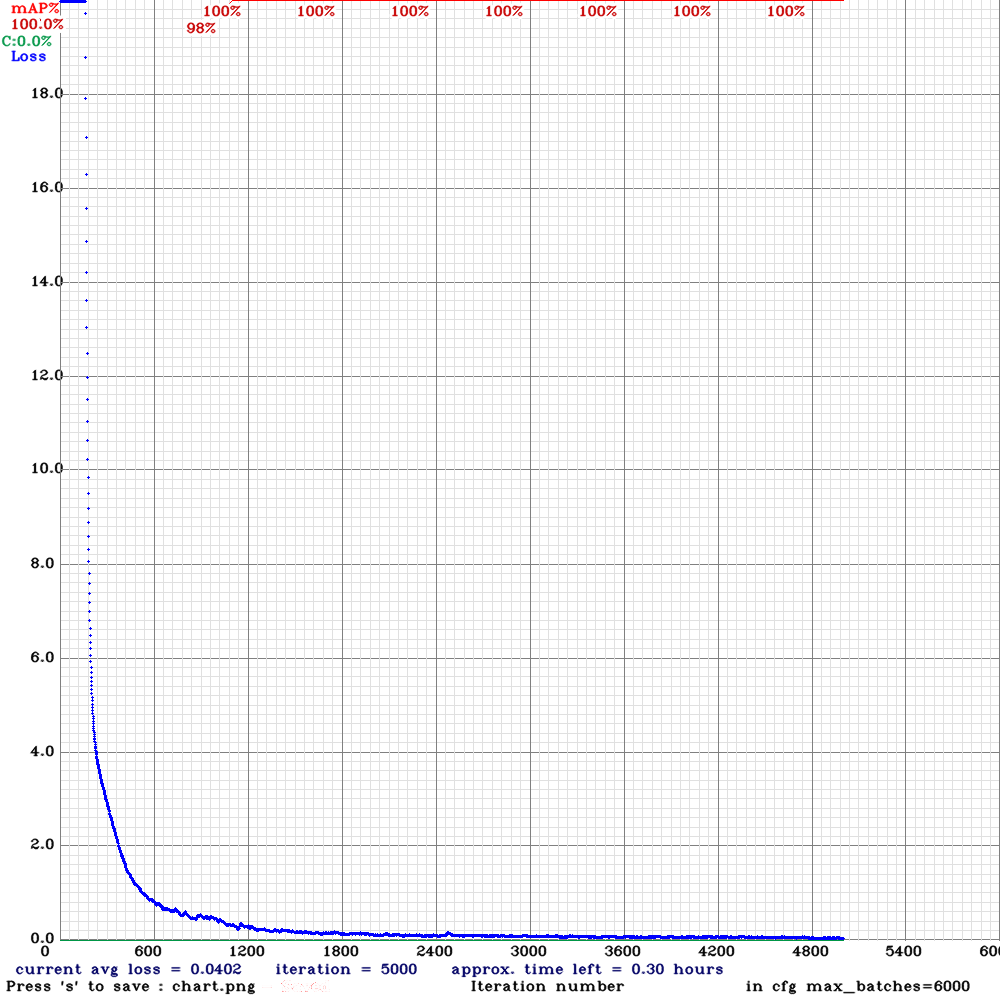 mAP% 100% 100% 100% 100% 100% 100% 100%
100.0% 98%
C:0.0%
Loss
18.0
16.0
14.0
12.0
10.0
8.0
6.0
4.0
2.0
0.0
0 600 1200 1800 2400 3000 3600 4200 4800 5400
current avg loss = 0.0402 iteration = 5000 approx. time left = 0.30 hours
Press 's' to save : chart.png Iteration number in cfg max_batches=6000